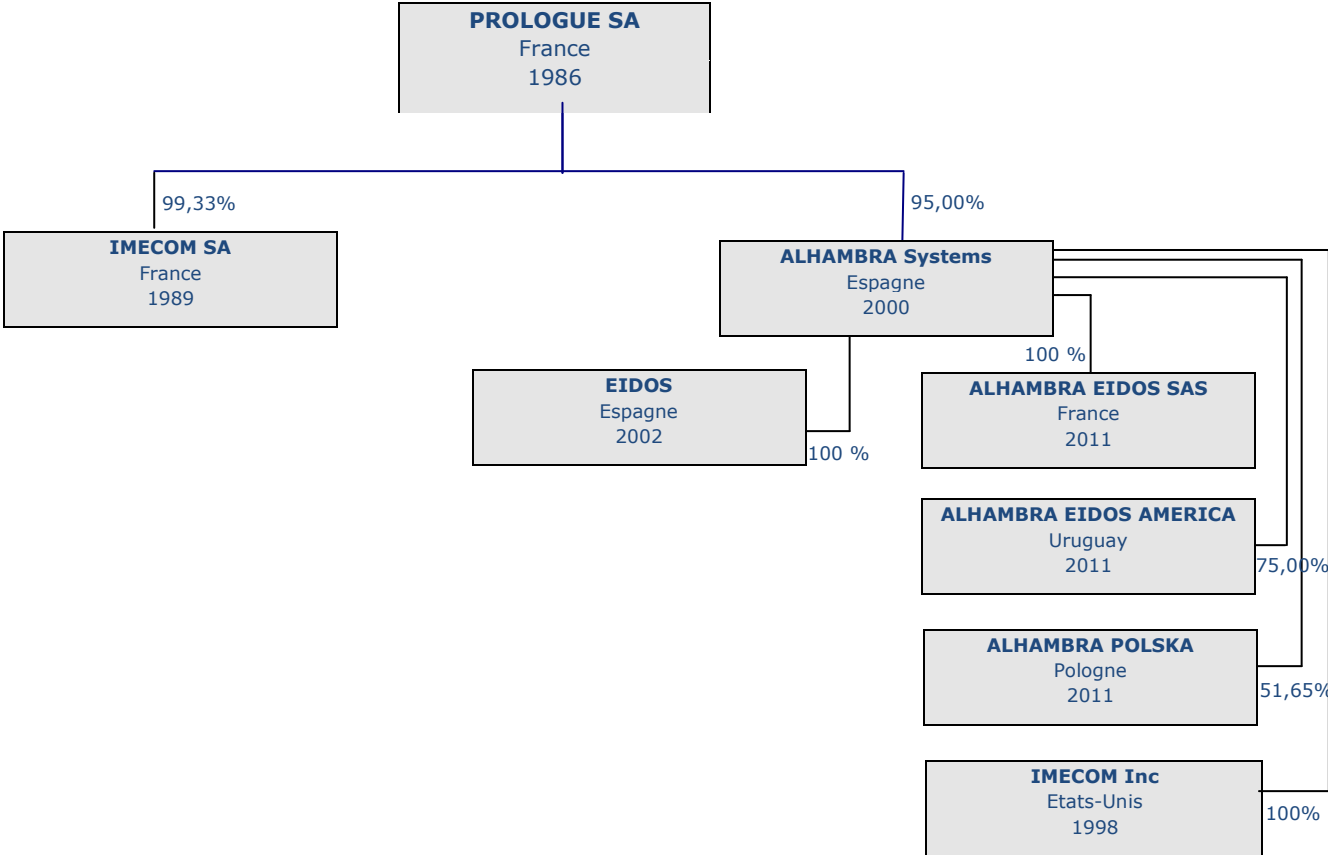 PROLOGUE SA
France
1986
99,33%
95,00%
IMECOM SA
France
1989
ALHAMBRA Systems
Espagne
2000
100 %
EIDOS
Espagne
2002
100 %
ALHAMBRA EIDOS SAS
France
2011
ALHAMBRA EIDOS AMERICA
Uruguay
2011
75,00%
ALHAMBRA POLSKA
Pologne
2011
51,65%
IMECOM Inc
Etats-Unis
1998
100%